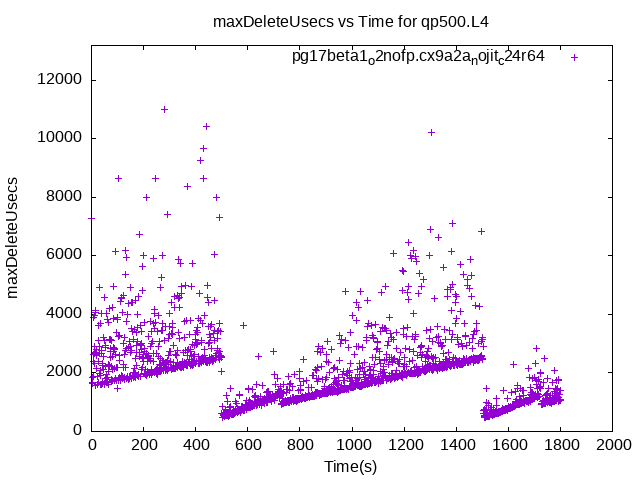 maxDeleteUsecs vs Time for qp500.L4
pg17beta1o2nofp.cx9a2anojitc24r64
maxDeleteUsecs
12000
10000
8000
6000
4000
2000
0
0 200 400 600 800 1000 1200 1400 1600 1800 2000
Time(s)